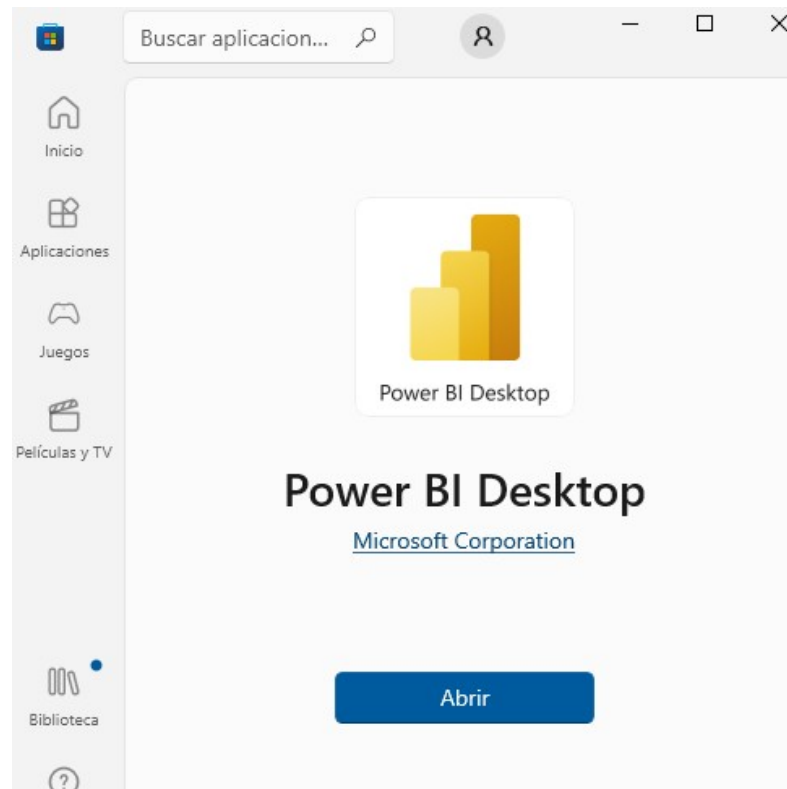 Buscar aplicacion...
Inicio
Aplicaciones
Juegos
Películas y TV
Power BI Desktop
Power BI Desktop
Microsoft Corporation
Abrir
Biblioteca